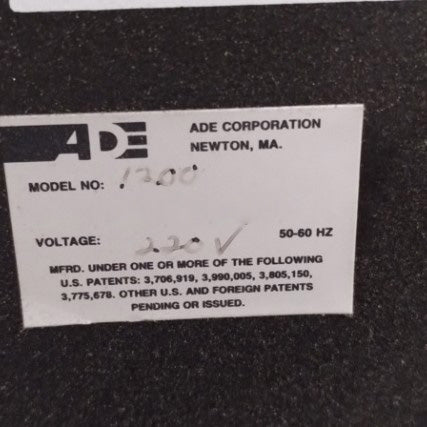 ADE
ADE CORPORATION
NEWTON, MA.
MODEL NO: 1200
VOLTAGE: 220 V 50-60 HZ
MFRD. UNDER ONE OR MORE OF THE FOLLOWING
U.S. PATENTS: 3,706,919, 3,990,005, 3,805,150,
3,775,678. OTHER U.S. AND FOREIGN PATENTS
PENDING OR ISSUED.